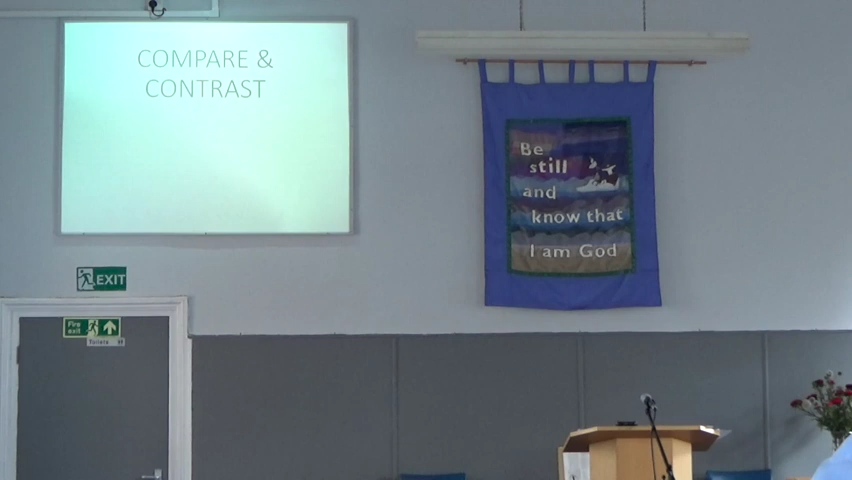 COMPARE &
CONTRAST
Be
still
and
know that
I am God
EXIT
Fire
exit
Toilets